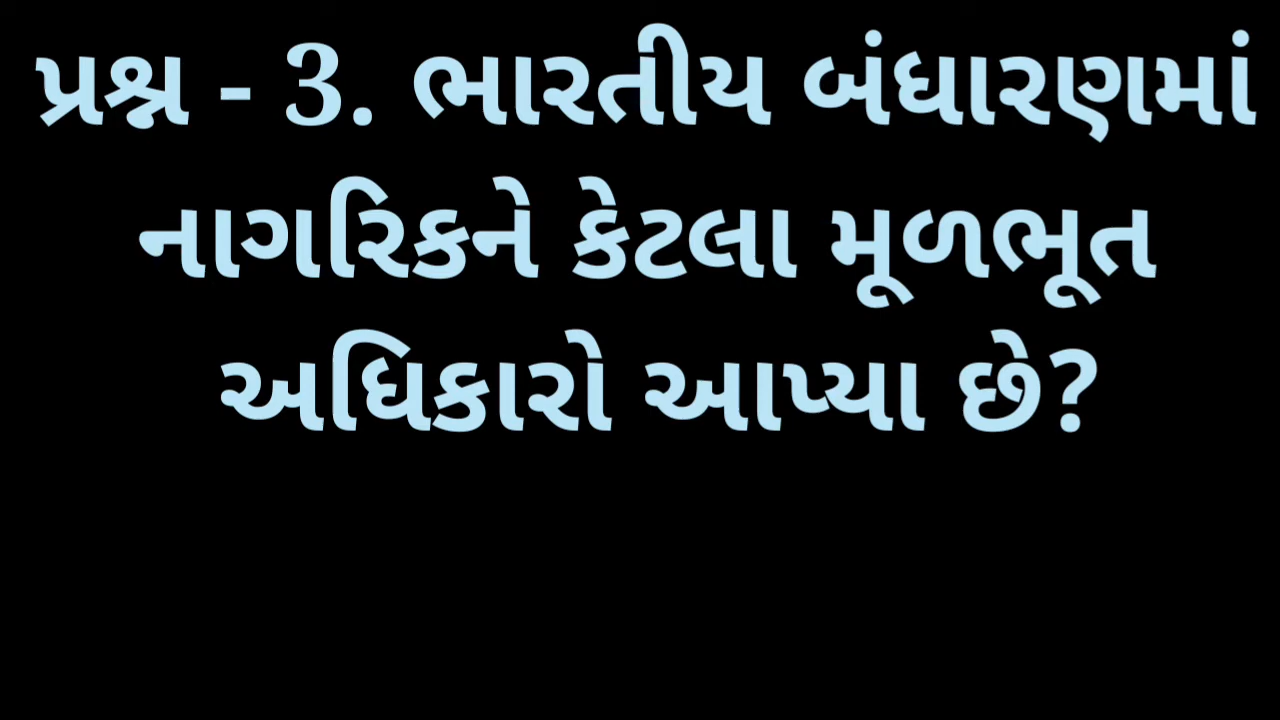 પ્રશ્ન - 3. ભારતીય બંધારણમાં
નાગરિકને કેટલા મૂળભૂત
અધિકારો આપ્યા છે?